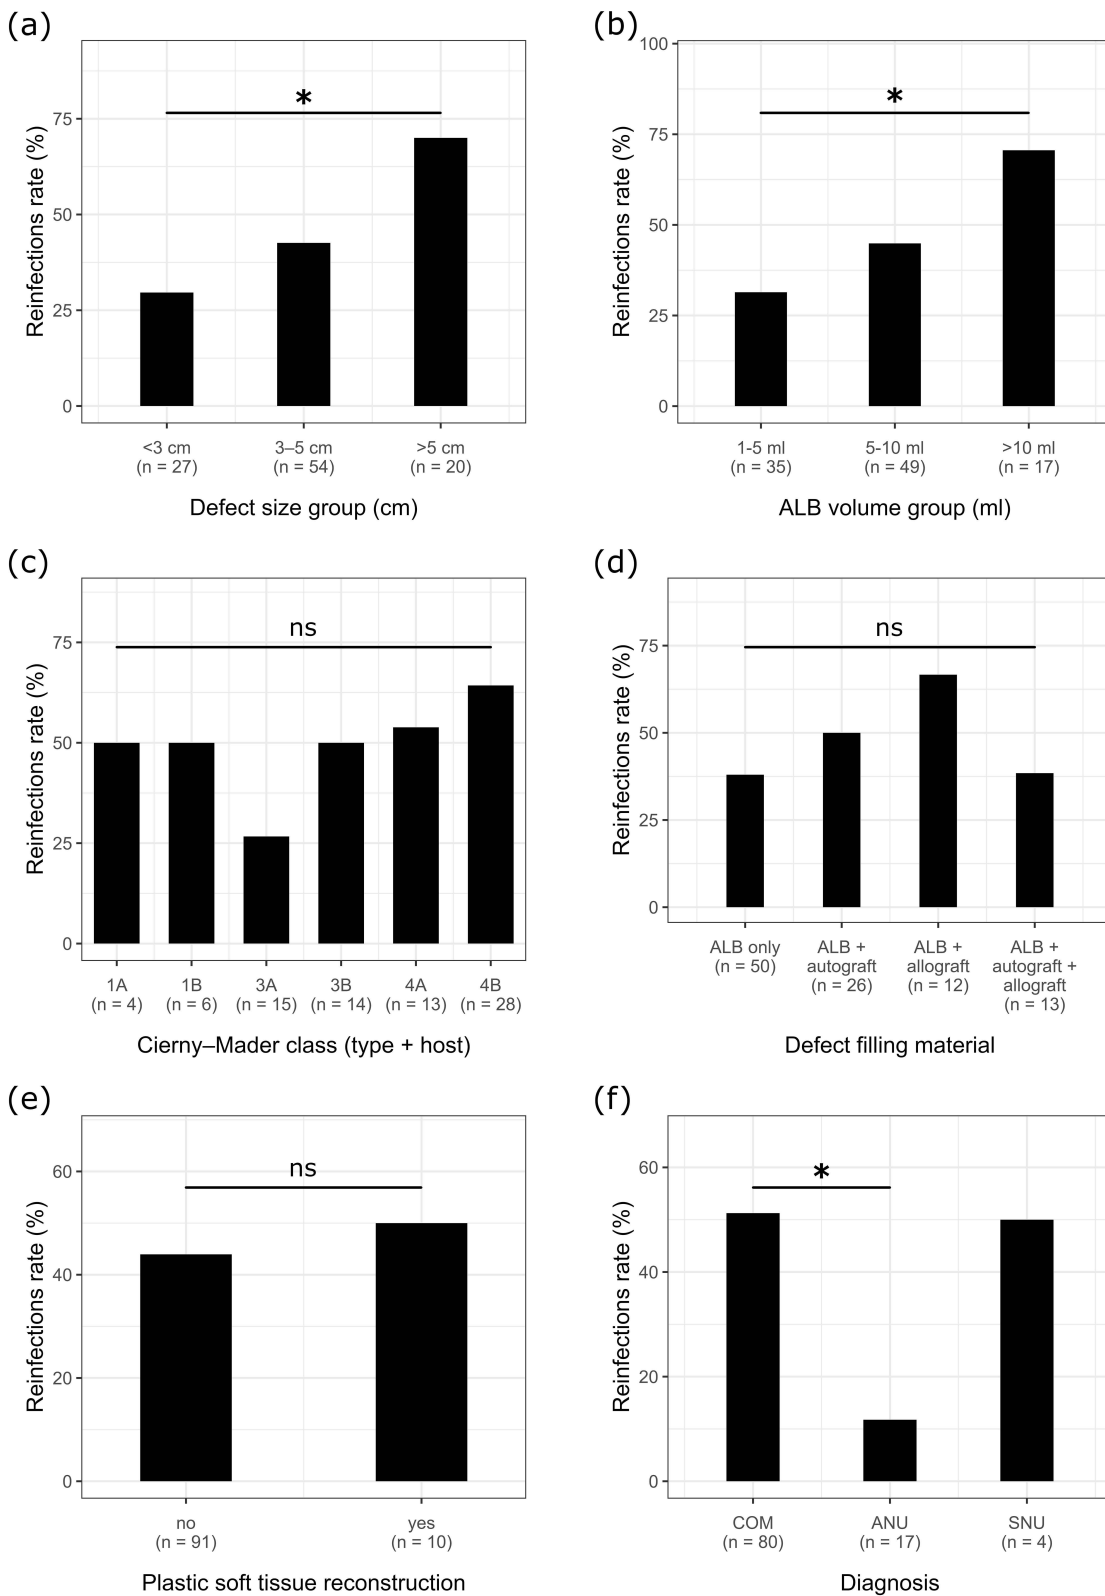 (a)
Reinfections rate (%)
75
50
25
0
*
<3 cm
(n = 27)
3–5 cm
(n = 54)
>5 cm
(n = 20)
Defect size group (cm)
(b)
Reinfections rate (%)
100
75
50
25
0
*
1-5 ml
(n = 35)
5-10 ml
(n = 49)
>10 ml
(n = 17)
ALB volume group (ml)
(c)
Reinfections rate (%)
75
50
25
0
ns
1A
(n = 4)
1B
(n = 6)
3A
(n = 15)
3B
(n = 14)
4A
(n = 13)
4B
(n = 28)
Cierny–Mader class (type + host)
(d)
Reinfections rate (%)
75
50
25
0
ns
ALB only
(n = 50)
ALB +
autograft
(n = 26)
ALB +
allograft
(n = 12)
ALB +
autograft +
allograft
(n = 13)
Defect filling material
(e)
Reinfections rate (%)
60
40
20
0
ns
no
(n = 91)
yes
(n = 10)
Plastic soft tissue reconstruction
(f)
Reinfections rate (%)
60
40
20
0
*
COM
(n = 80)
ANU
(n = 17)
SNU
(n = 4)
Diagnosis